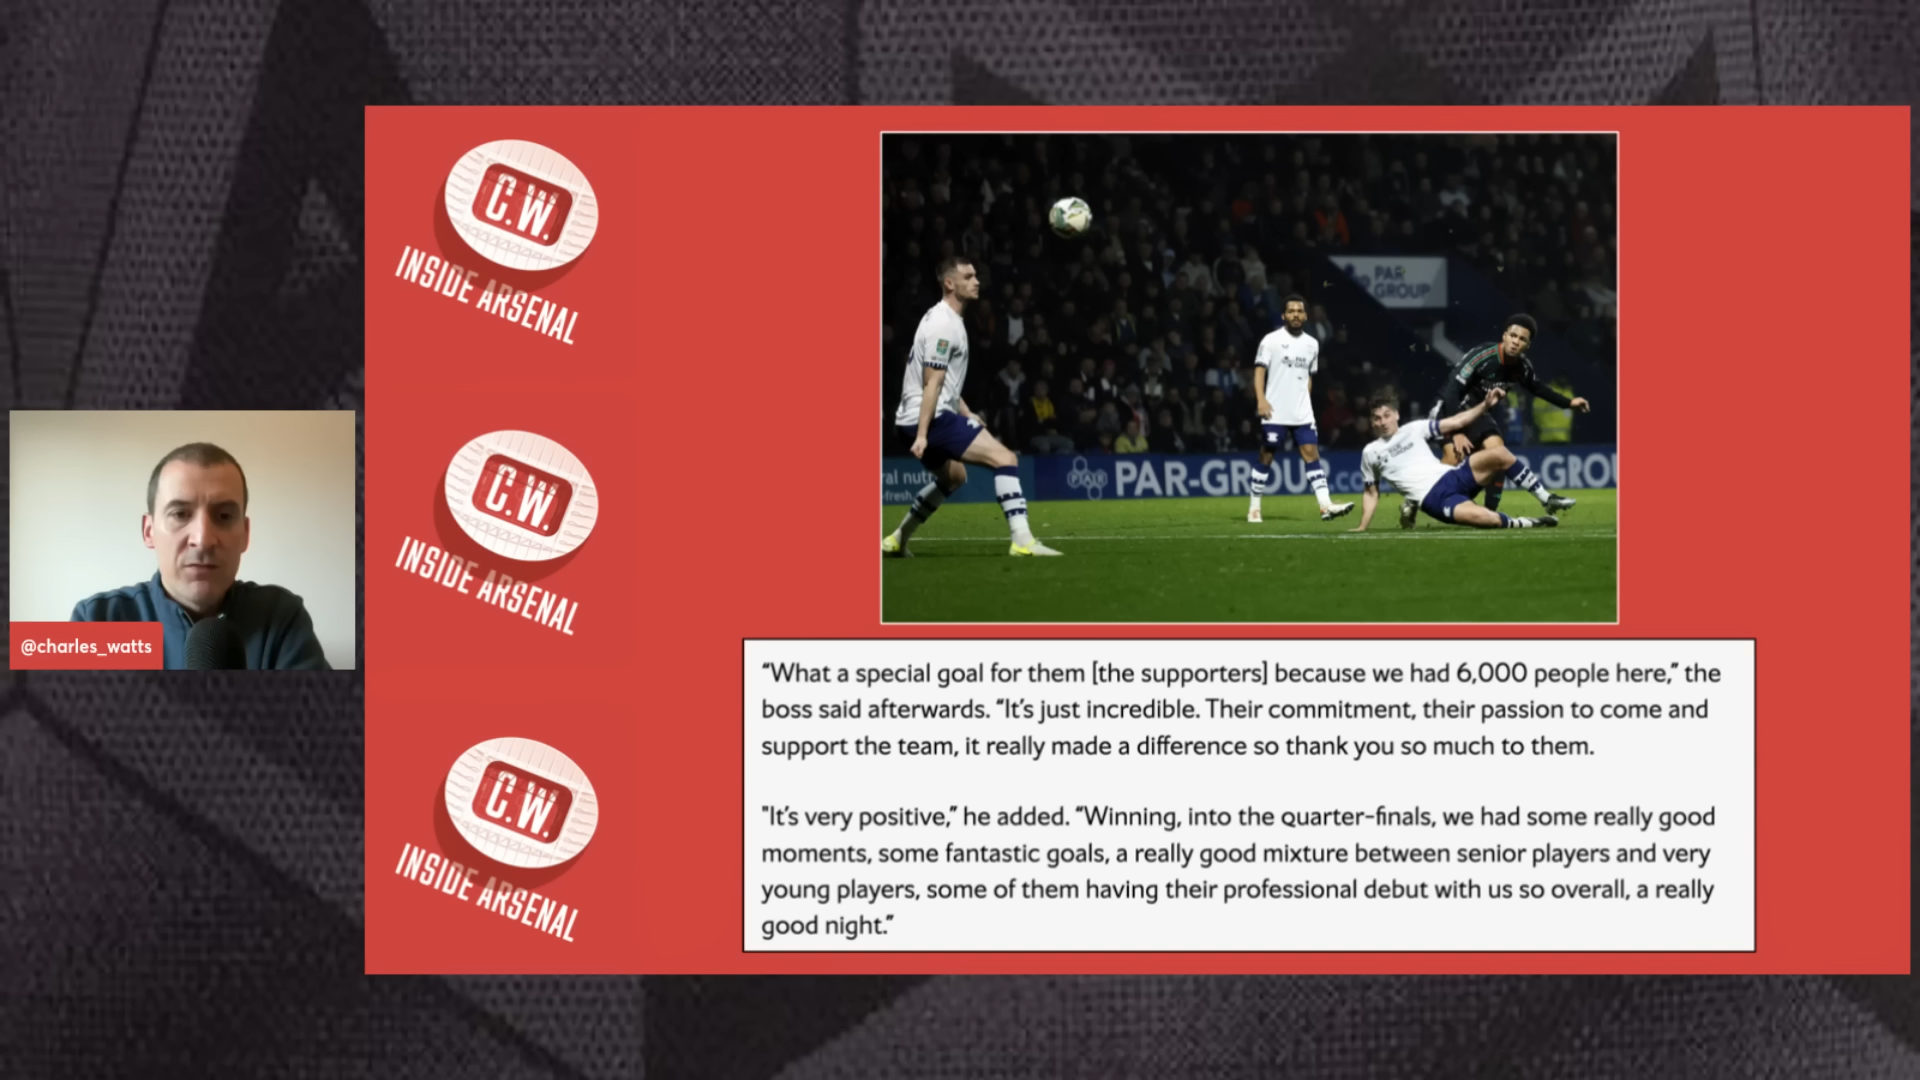 C.W.
INSIDE ARSENAL
C.W.
INSIDE ARSENAL
C.W.
INSIDE ARSENAL
@charles_watts
PAR
GROUP
PAR-GROUP.co
GROU
“What a special goal for them [the supporters] because we had 6,000 people here,” the
boss said afterwards. “It’s just incredible. Their commitment, their passion to come and
support the team, it really made a difference so thank you so much to them.
"It’s very positive,” he added. “Winning, into the quarter-finals, we had some really good
moments, some fantastic goals, a really good mixture between senior players and very
young players, some of them having their professional debut with us so overall, a really
good night.”